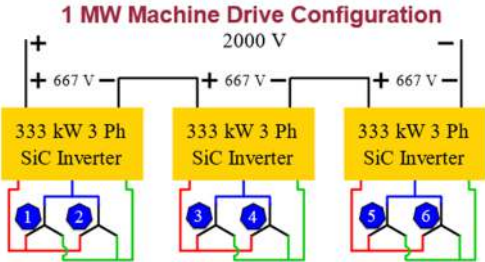 1 MW Machine Drive Configuration
+ 2000 V −
+ 667 V − + 667 V − + 667 V −
333 kW 3 Ph 333 kW 3 Ph 333 kW 3 Ph
SiC Inverter SiC Inverter SiC Inverter
1 2 3 4 5 6